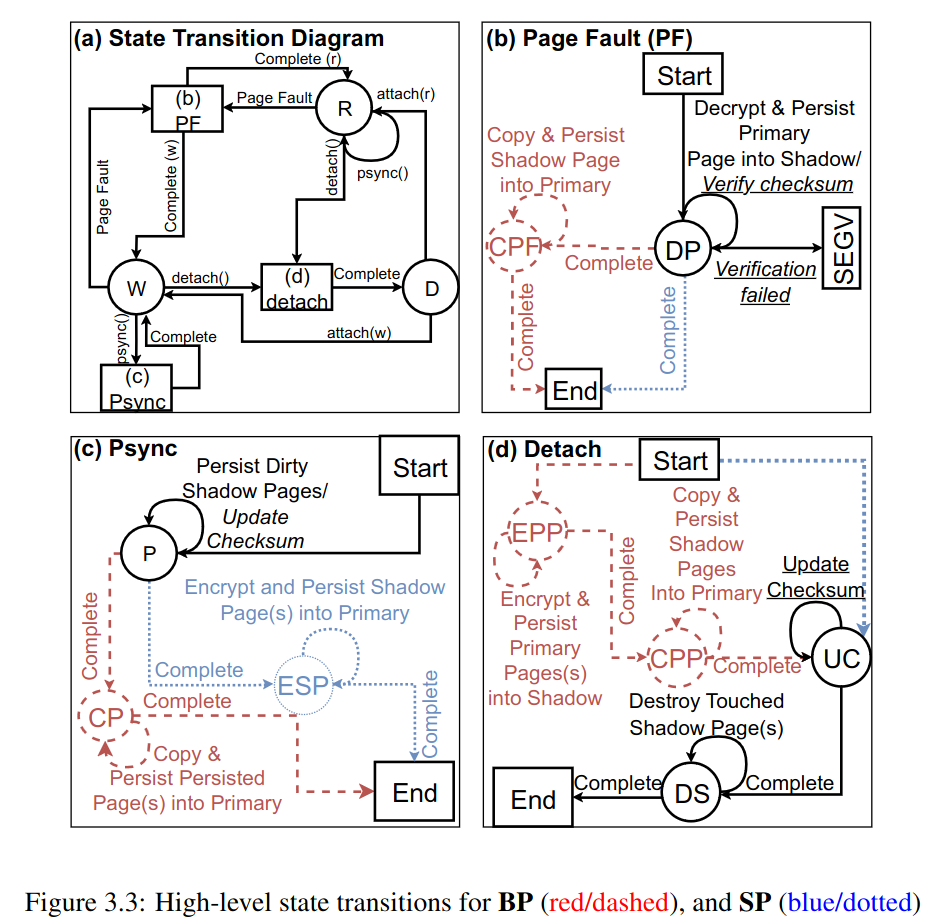 (a) State Transition Diagram
Complete (r)
(b)
PF
Page Fault
R
attach(r)
psync()
detach()
Page Fault
Complete (w)
W
detach()
(d)
detach
Complete
D
attach(w)
psync()
Complete
(c)
Psync
(b) Page Fault (PF)
Start
Decrypt & Persist
Primary
Page into Shadow/
Verify checksum
Copy & Persist
Shadow Page
into Primary
CPF
Complete
DP
Verification
failed
SEGV
Complete
Complete
End
(c) Psync
Start
Persist Dirty
Shadow Pages/
Update
Checksum
P
Encrypt and Persist Shadow
Page(s) into Primary
Complete
Complete
ESP
Complete
CP
Complete
Copy &
Persist Persisted
Page(s) into Primary
End
(d) Detach
Start
EPP
Encrypt &
Persist
Primary
Pages(s)
into Shadow
Complete
Copy &
Persist
Shadow
Pages
Into Primary
CPP
Complete
Update
Checksum
UC
Destroy Touched
Shadow Page(s)
DS
Complete
Complete
End
Figure 3.3: High-level state transitions for BP (red/dashed), and SP (blue/dotted)